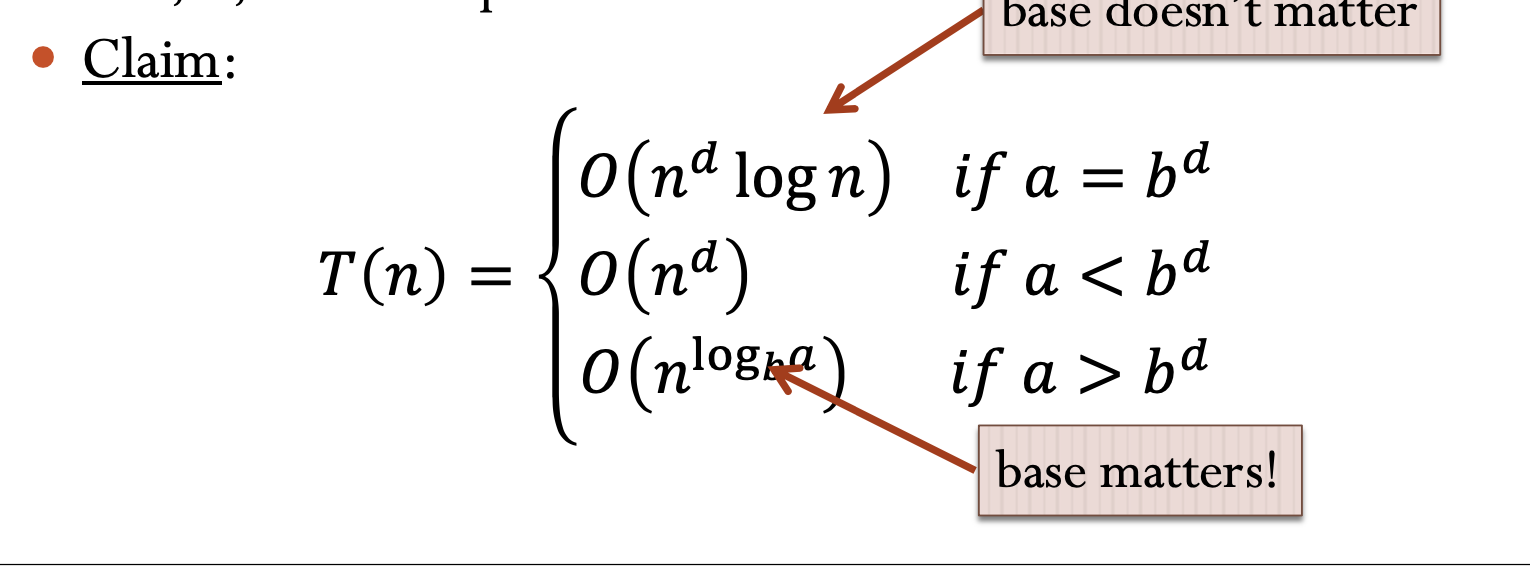 base doesn't matter
Claim:
O(n^d log n) if a = b^d
T(n) = { O(n^d) if a < b^d
O(n^{log_b a}) if a > b^d
base matters!